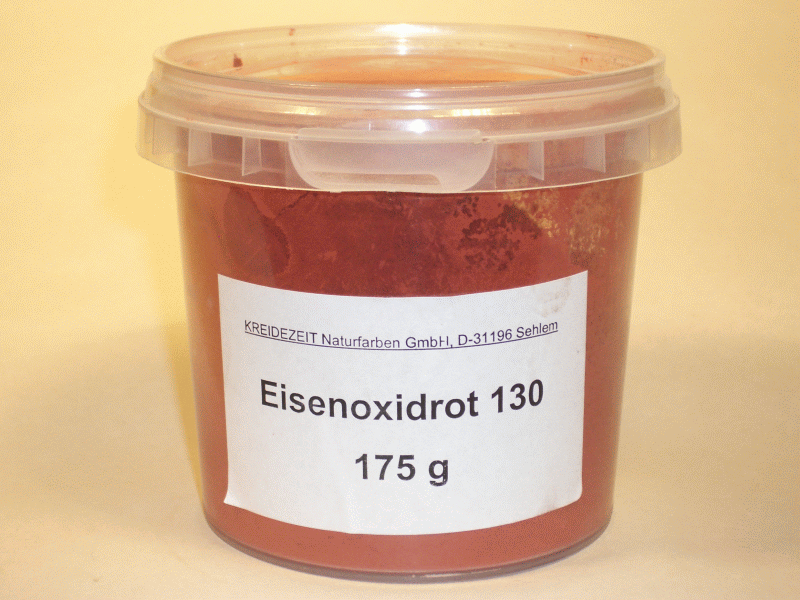 KREIDEZEIT Naturfarben GmbH, D-31196 Sehlem
Eisenoxidrot 130
175 g